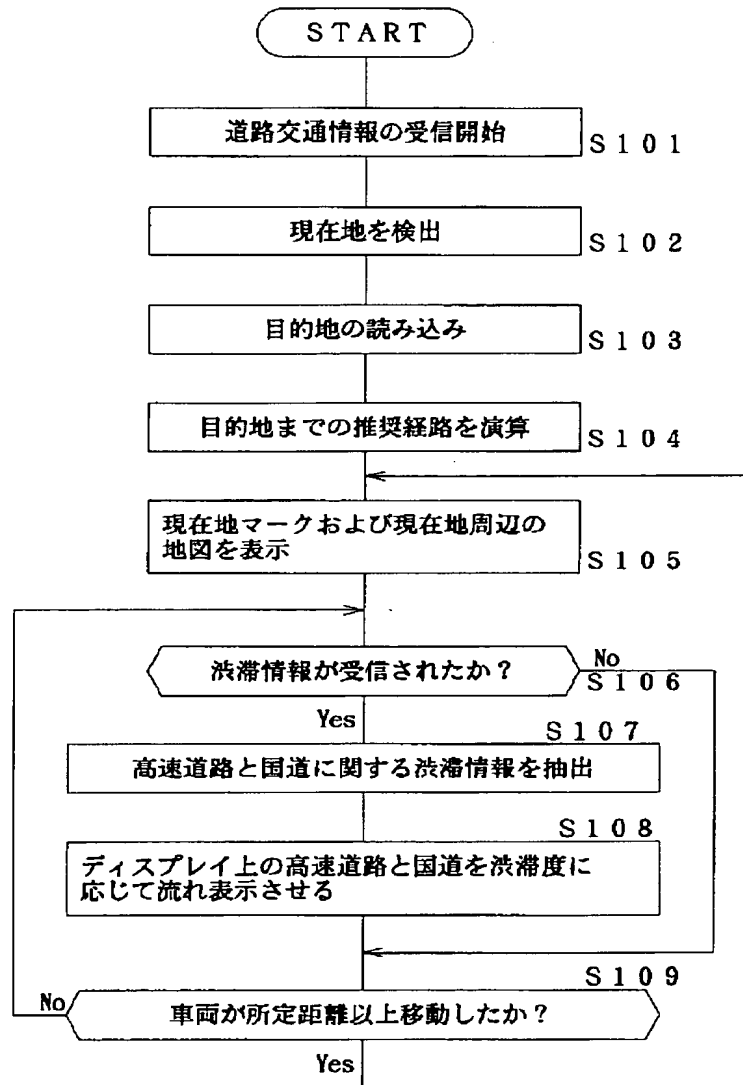 START
道路交通情報の受信開始
S101
現在地を検出
S102
目的地の読み込み
S103
目的地までの推奨経路を演算
S104
現在地マークおよび現在地周辺の
地図を表示
S105
渋滞情報が受信されたか?
No
S106
Yes
S107
高速道路と国道に関する渋滞情報を抽出
S108
ディスプレイ上の高速道路と国道を渋滞度に
応じて流れ表示させる
S109
No
車両が所定距離以上移動したか?
Yes